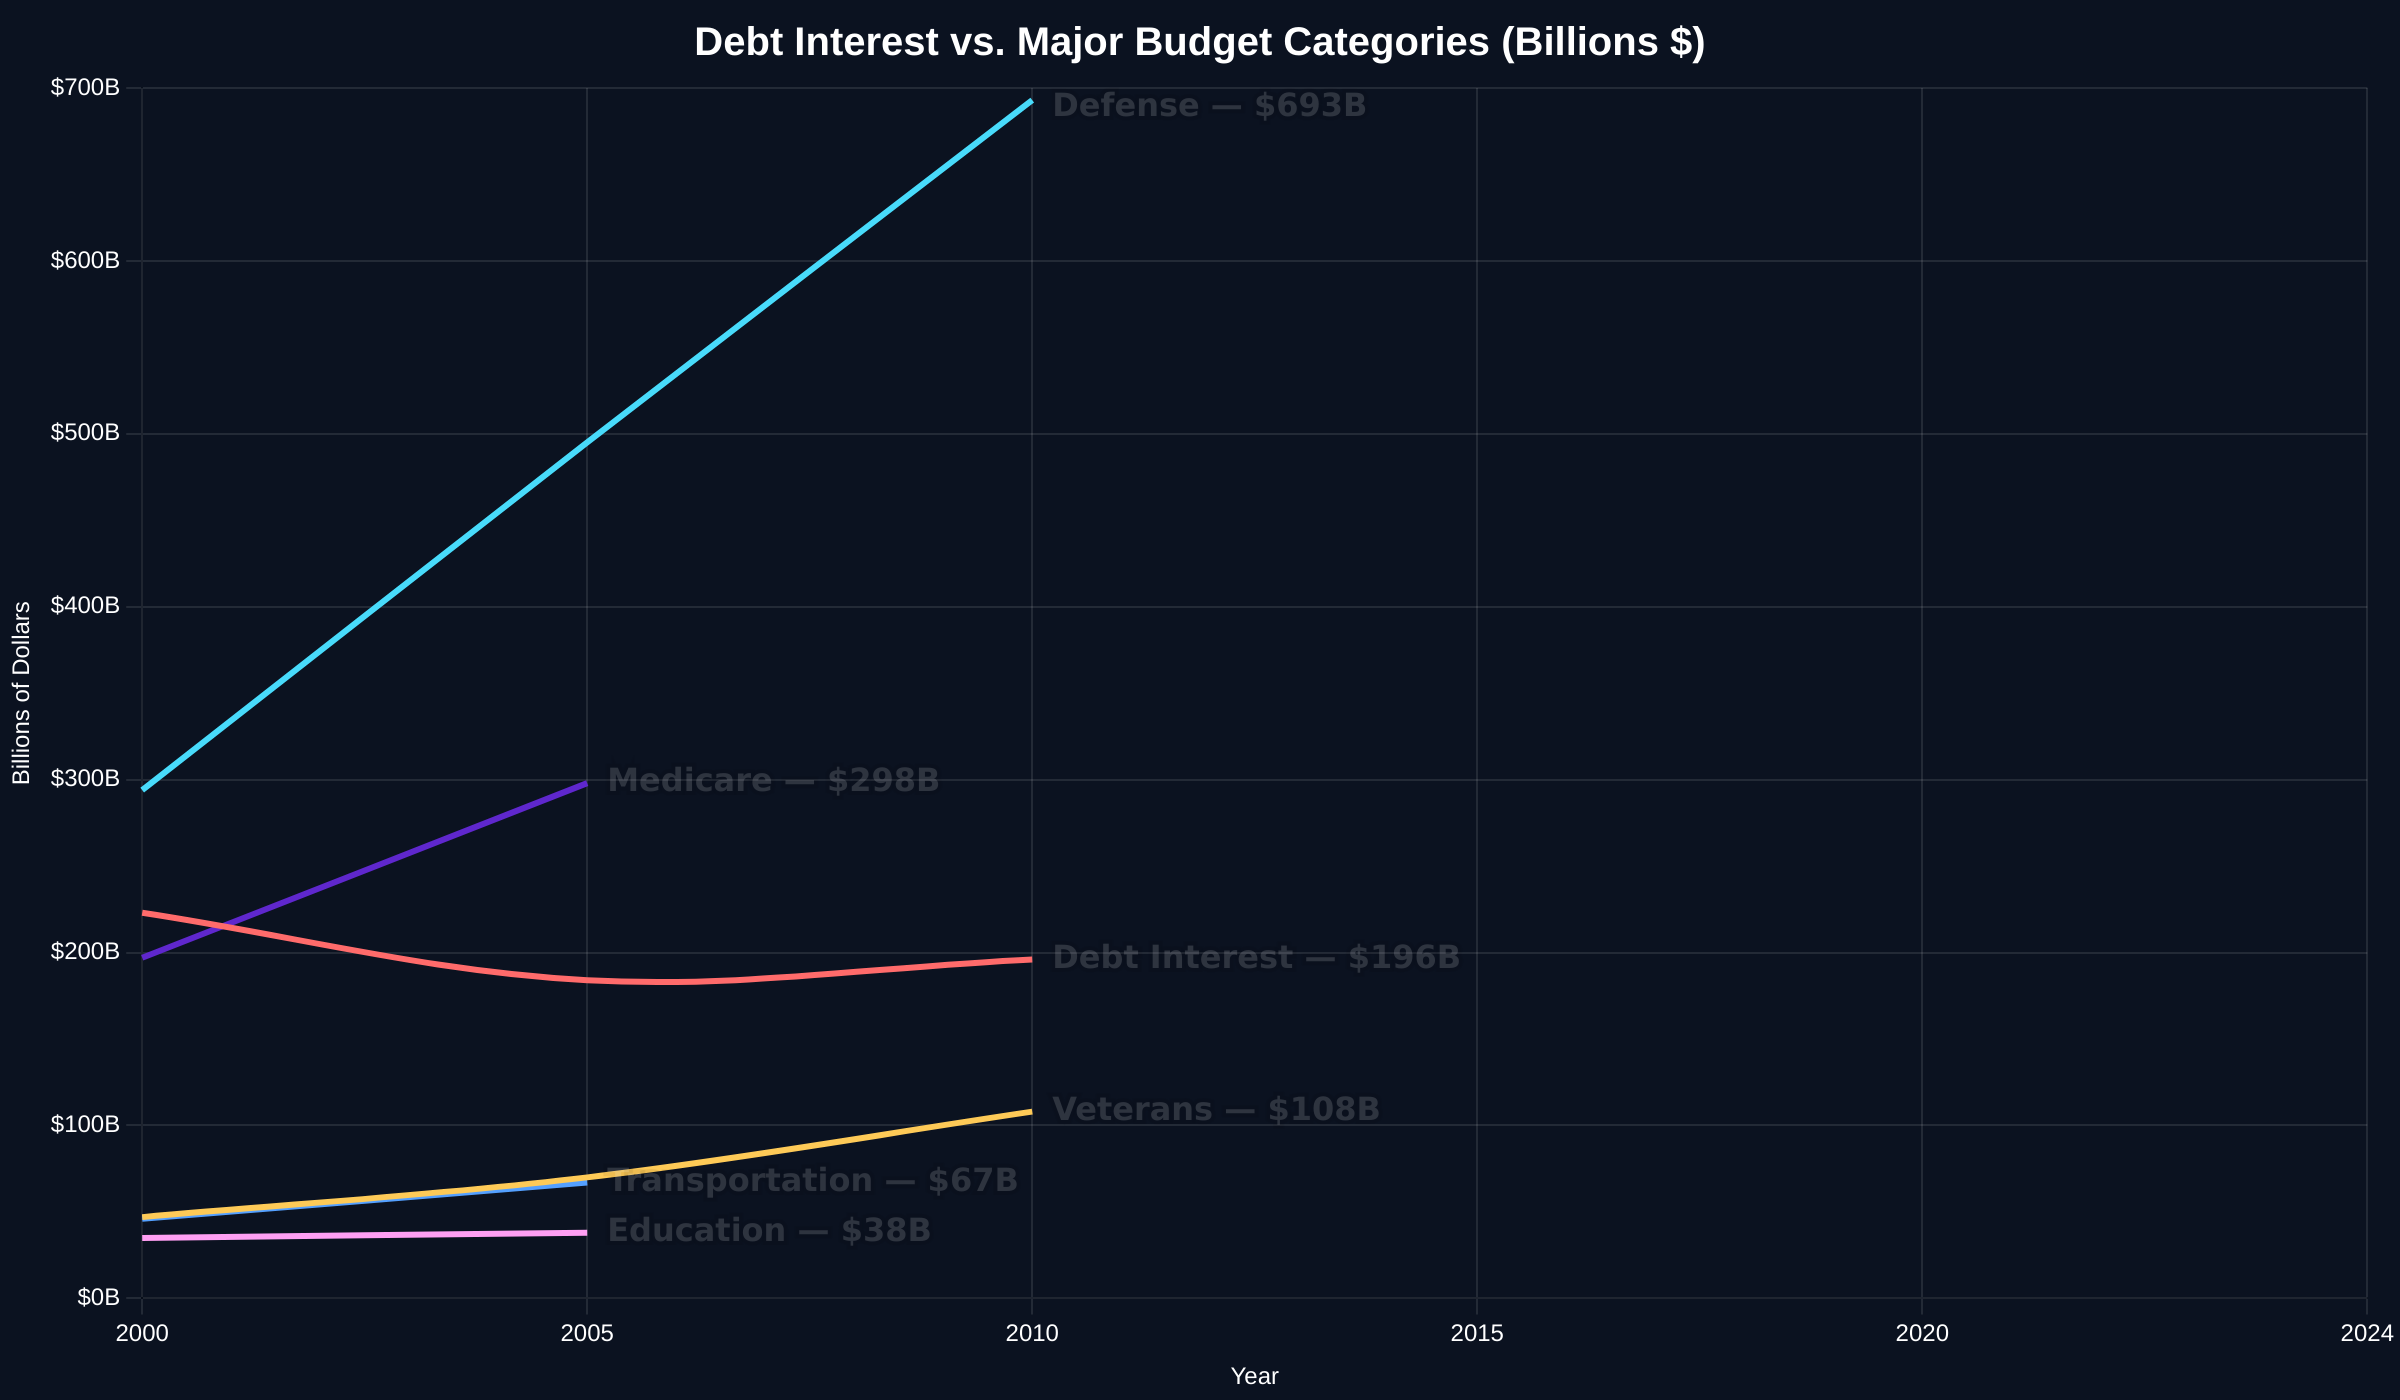 Debt Interest vs. Major Budget Categories (Billions $)
$700B
Defense — $693B
$600B
$500B
$400B
Billions of Dollars
$300B
Medicare — $298B
$200B
Debt Interest — $196B
$100B
Veterans — $108B
Transportation — $67B
Education — $38B
$0B
2000 2005 2010 2015 2020 2024
Year